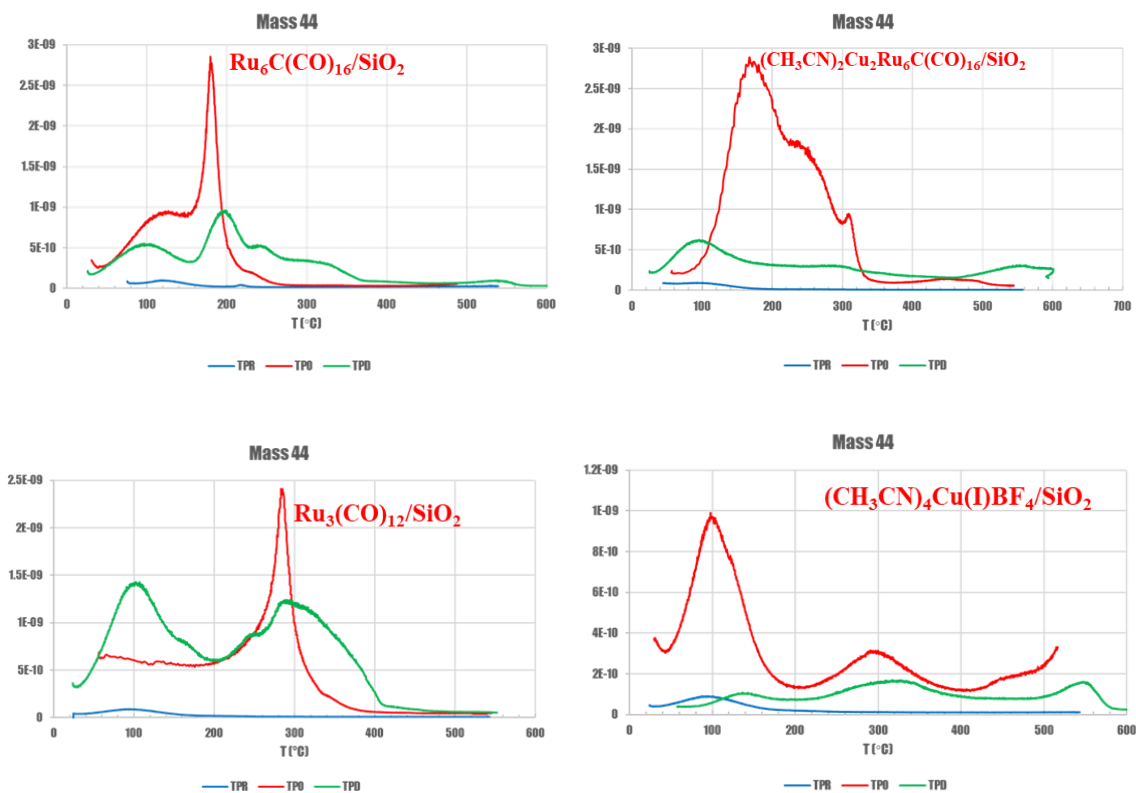 Mass 44
Ru₆C(CO)₁₆/SiO₂
3E-09
2.5E-09
2E-09
1.5E-09
1E-09
5E-10
0
0 100 200 300 400 500 600
T (°C)
TPR TPO TPD
Mass 44
(CH₃CN)₂Cu₂Ru₆C(CO)₁₆/SiO₂
3E-09
2.5E-09
2E-09
1.5E-09
1E-09
5E-10
0
0 100 200 300 400 500 600 700
T (°C)
TPR TPO TPD
Mass 44
Ru₃(CO)₁₂/SiO₂
2.5E-09
2E-09
1.5E-09
1E-09
5E-10
0
0 100 200 300 400 500 600
T (°C)
TPR TPO TPD
Mass 44
(CH₃CN)₄Cu(I)BF₄/SiO₂
1.2E-09
1E-09
8E-10
6E-10
4E-10
2E-10
0
0 100 200 300 400 500 600
T (°C)
TPR TPO TPD